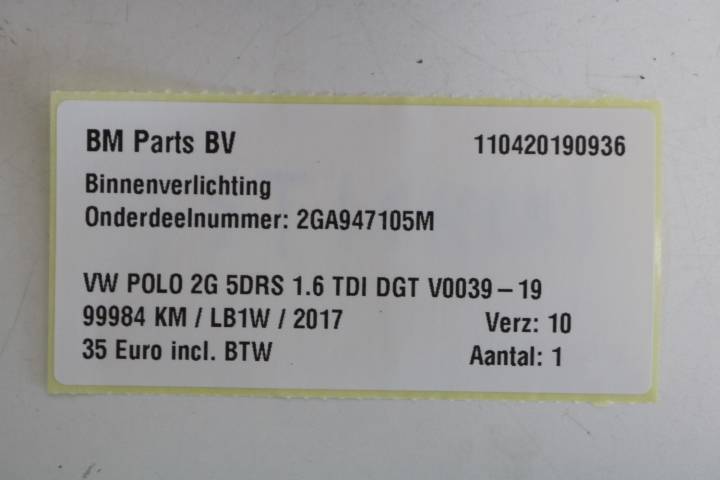 BM Parts BV 110420190936
Binnenverlichting
Onderdeelnummer: 2GA947105M
VW POLO 2G 5DRS 1.6 TDI DGT V0039 – 19
99984 KM / LB1W / 2017 Verz: 10
35 Euro incl. BTW Aantal: 1